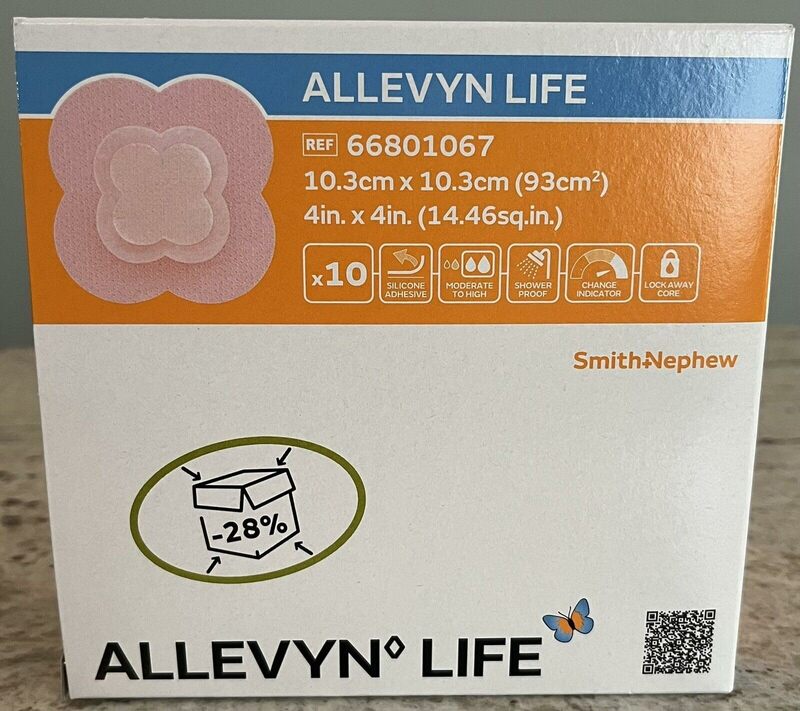 ALLEVYN LIFE
REF 66801067
10.3cm x 10.3cm (93cm²)
4in. x 4in. (14.46sq.in.)
x10
SILICONE
ADHESIVE
MODERATE
TO HIGH
SHOWER
PROOF
CHANGE
INDICATOR
LOCK AWAY
CORE
Smith+Nephew
-28%
ALLEVYN◊ LIFE